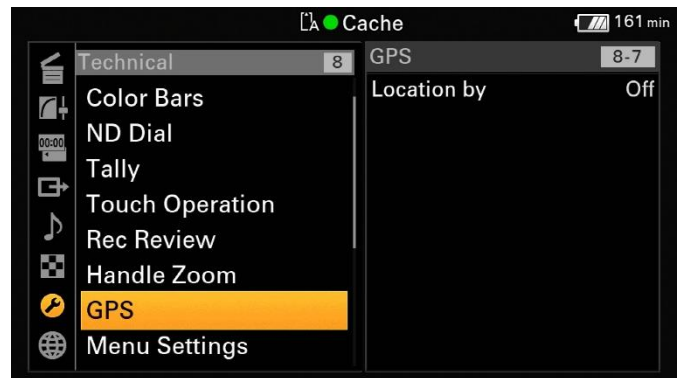 A Cache 161 min
Technical 8
Color Bars
ND Dial
Tally
Touch Operation
Rec Review
Handle Zoom
GPS
Menu Settings
00:00
GPS 8-7
Location by Off